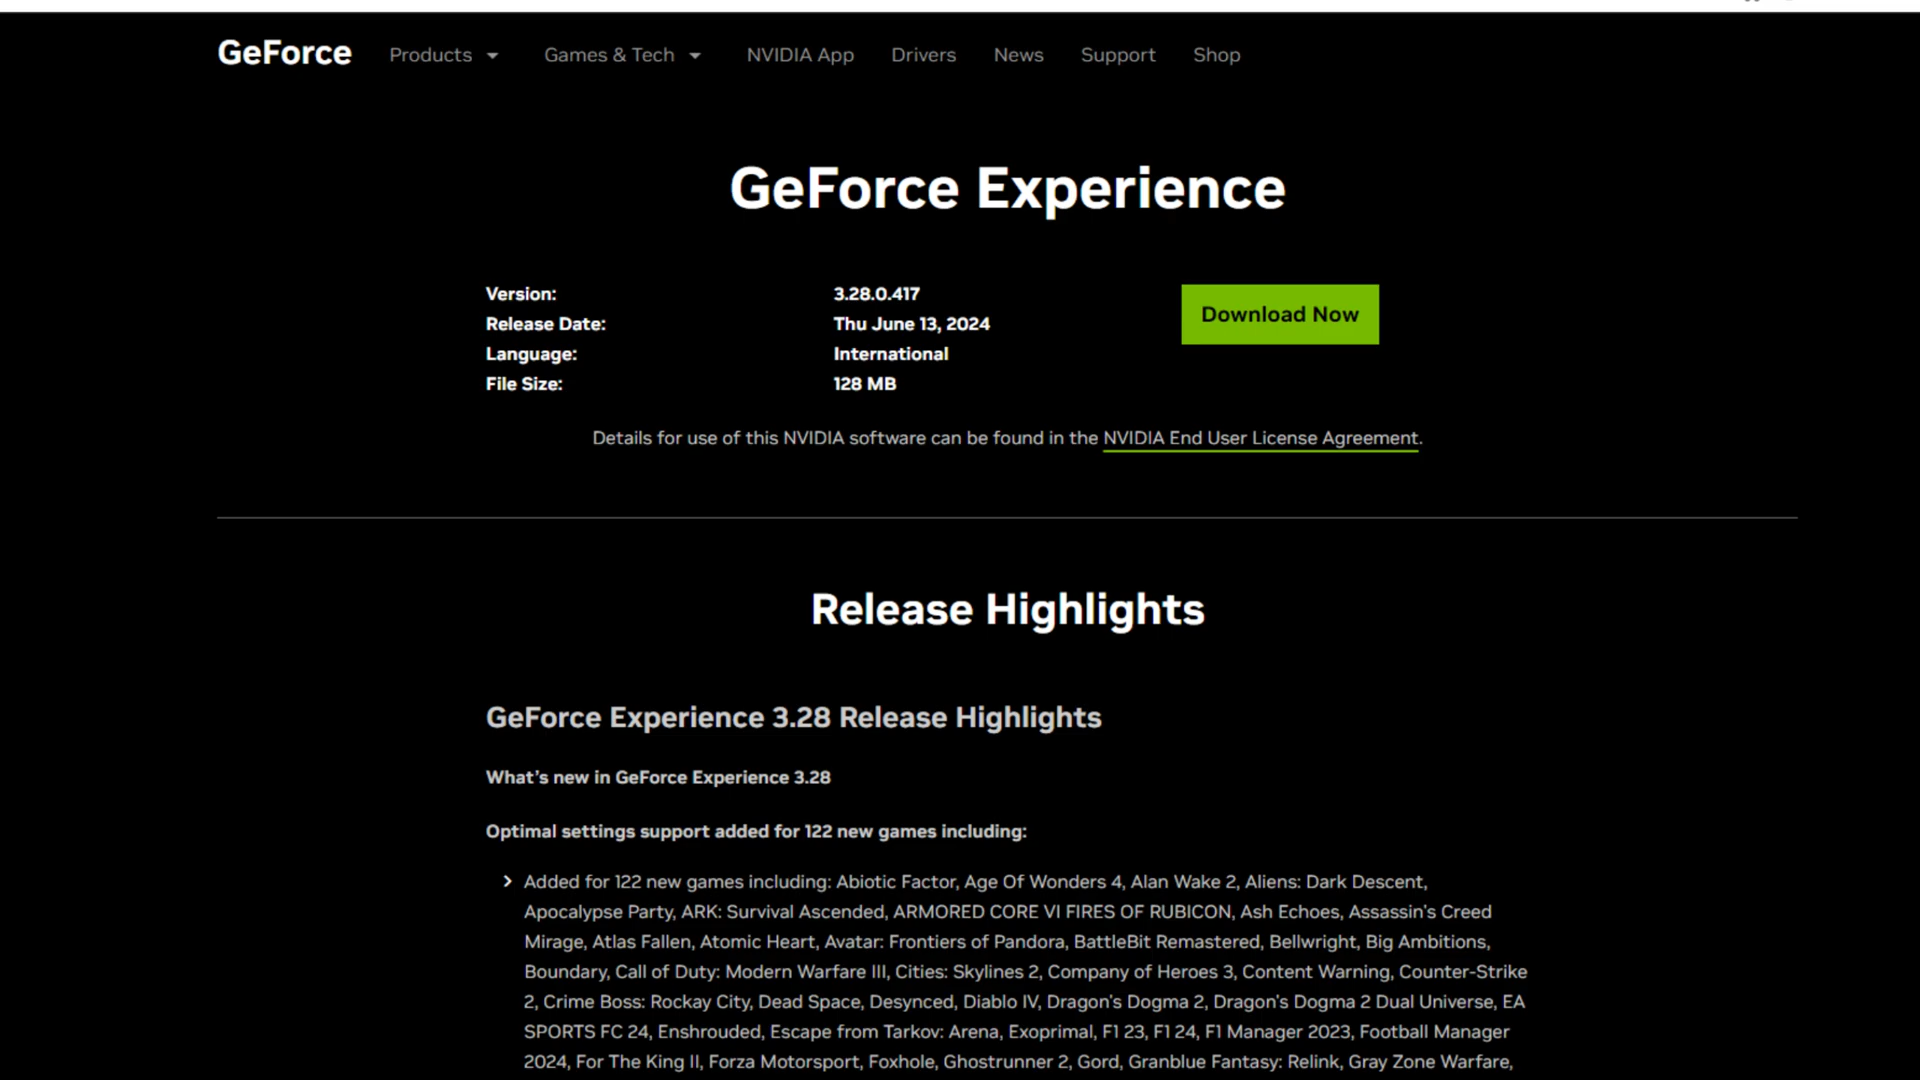 GeForce Products Games & Tech NVIDIA App Drivers News Support Shop
GeForce Experience
Version: 3.28.0.417
Release Date: Thu June 13, 2024
Language: International
File Size: 128 MB
Download Now
Details for use of this NVIDIA software can be found in the NVIDIA End User License Agreement.
Release Highlights
GeForce Experience 3.28 Release Highlights
What’s new in GeForce Experience 3.28
Optimal settings support added for 122 new games including:
Added for 122 new games including: Abiotic Factor, Age Of Wonders 4, Alan Wake 2, Aliens: Dark Descent,
Apocalypse Party, ARK: Survival Ascended, ARMORED CORE VI FIRES OF RUBICON, Ash Echoes, Assassin's Creed
Mirage, Atlas Fallen, Atomic Heart, Avatar: Frontiers of Pandora, BattleBit Remastered, Bellwright, Big Ambitions,
Boundary, Call of Duty: Modern Warfare III, Cities: Skylines 2, Company of Heroes 3, Content Warning, Counter-Strike
2, Crime Boss: Rockay City, Dead Space, Desynced, Diablo IV, Dragon's Dogma 2, Dragon's Dogma 2 Dual Universe, EA
SPORTS FC 24, Enshrouded, Escape from Tarkov: Arena, Exoprimal, F1 23, F1 24, F1 Manager 2023, Football Manager
2024, For The King II, Forza Motorsport, Foxhole, Ghostrunner 2, Gord, Granblue Fantasy: Relink, Gray Zone Warfare,